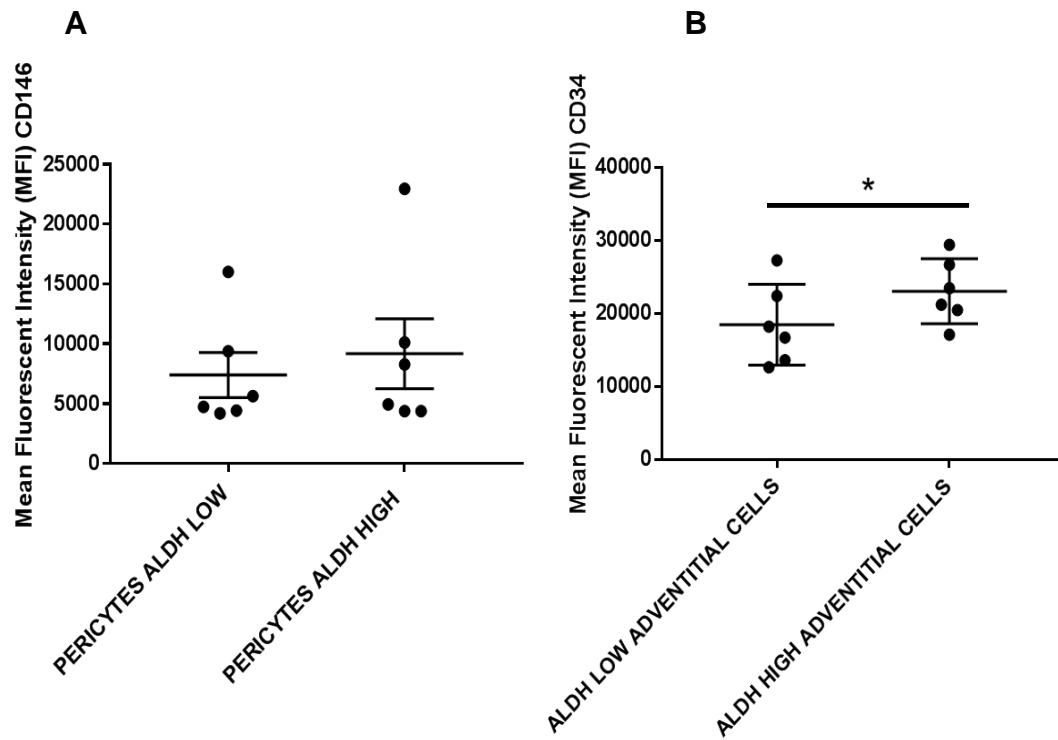 A
Mean Fluorescent Intensity (MFI) CD146
25000
20000
15000
10000
5000
0
PERICYTES ALDH LOW
PERICYTES ALDH HIGH
B
Mean Fluorescent Intensity (MFI) CD34
40000
30000
20000
10000
0
*
ALDH LOW ADVENTITIAL CELLS
ALDH HIGH ADVENTITIAL CELLS